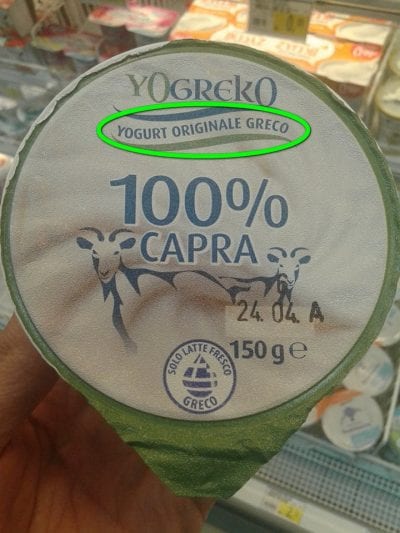 YOGREKO
YOGURT ORIGINALE GRECO
100%
CAPRA
24.04.A
150 g e
SOLO LATTE FRESCO
GRECO